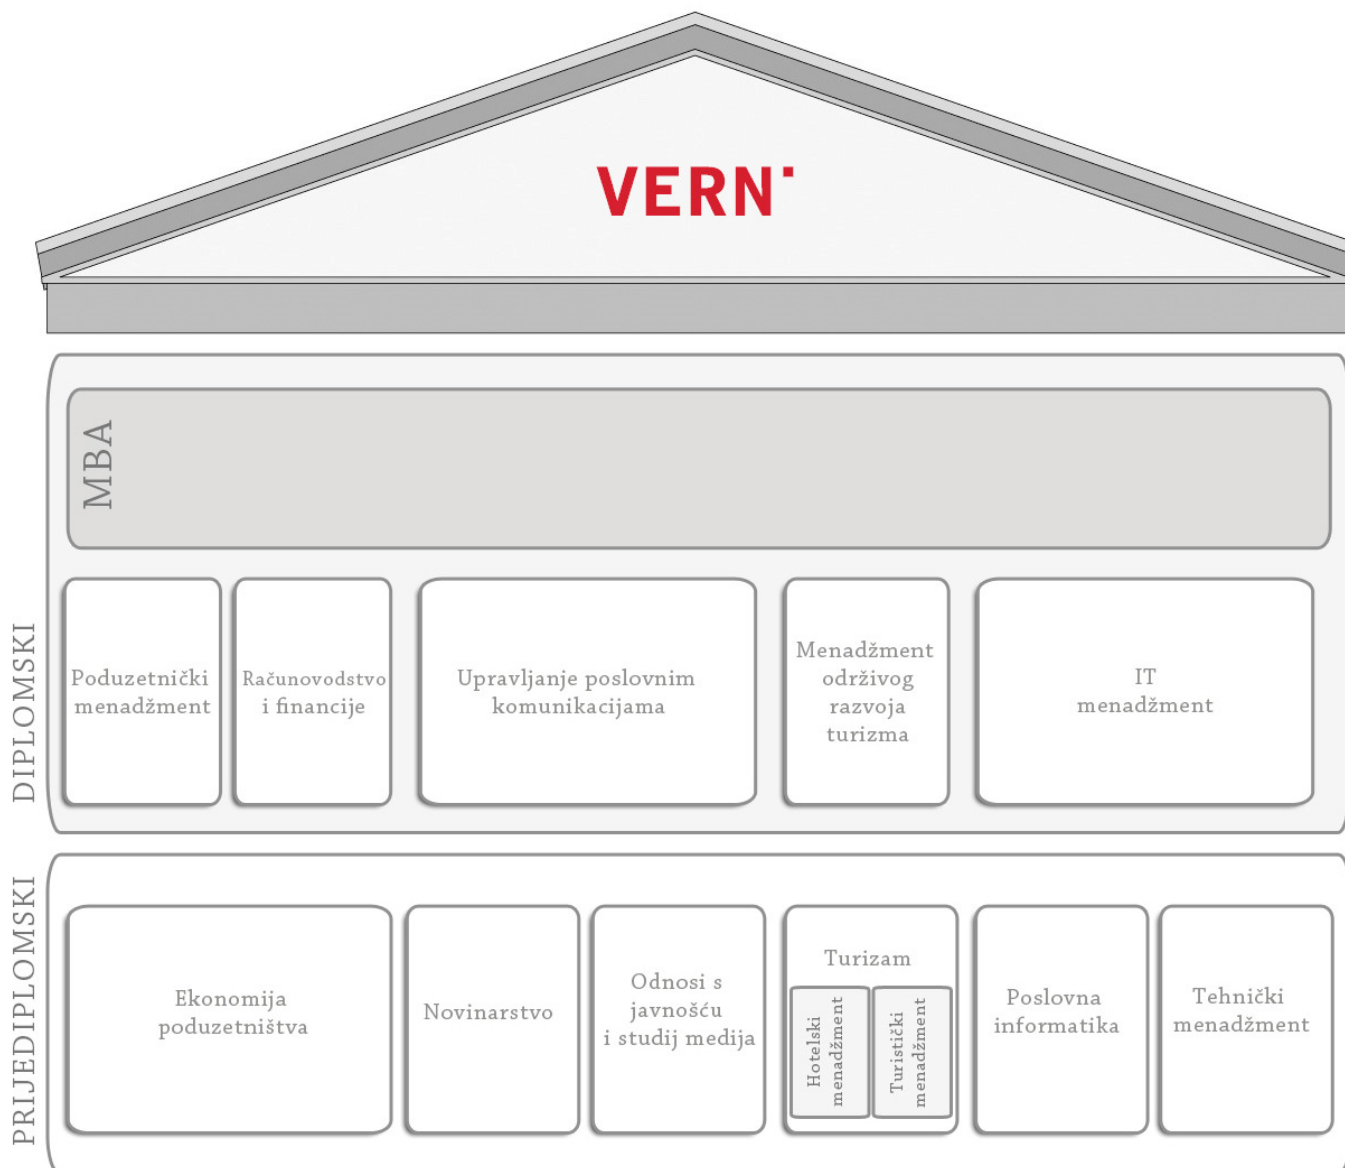 VERN'
MBA
DIPLOMSKI
Poduzetnički
menadžment
Računovodstvo
i financije
Upravljanje poslovnim
komunikacijama
Menadžment
održivog
razvoja
turizma
IT
menadžment
PRIJEDIPLOMSKI
Ekonomija
poduzetništva
Novinarstvo
Odnosi s
javnošću
i studij medija
Turizam
Hotelski
menadžment
Turistički
menadžment
Poslovna
informatika
Tehnički
menadžment